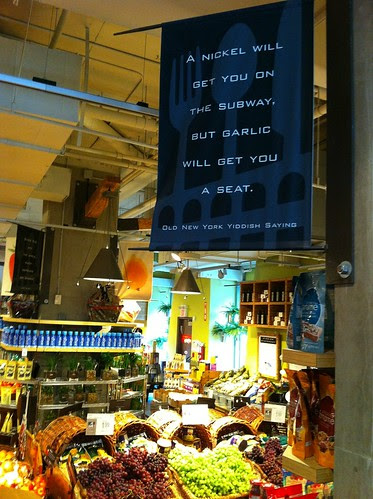 A NICKEL WILL
GET YOU ON
THE SUBWAY,
BUT GARLIC
WILL GET YOU
A SEAT.
OLD NEW YORK YIDDISH SAYING